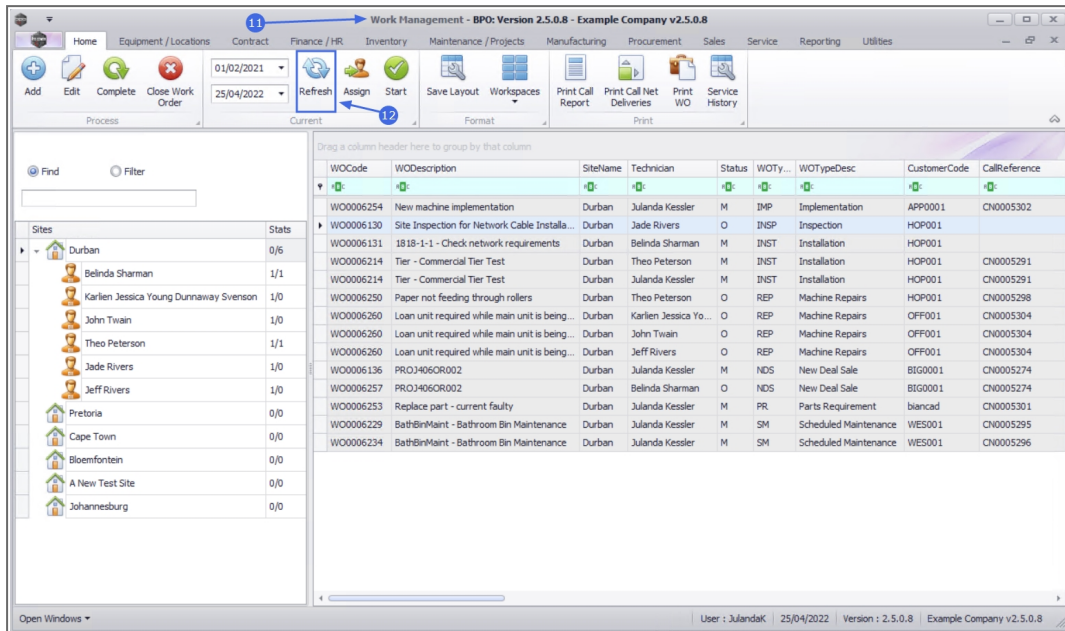 11
Work Management - BPO: Version 2.5.0.8 - Example Company v2.5.0.8
Home Equipment / Locations Contract Finance / HR Inventory Maintenance / Projects Manufacturing Procurement Sales Service Reporting Utilities
01/02/2021
25/04/2022
Add Edit Complete Close Work Order Refresh Assign Start Save Layout Workspaces Print Call Report Print Call Net Deliveries Print WO Service History
12
Process Current Format Print
Drag a column header here to group by that column
Find Filter
WOCode WODescription SiteName Technician Status WOTy... WOTypeDesc CustomerCode CallReference
WO0006254 New machine implementation Durban Julanda Kessler M IMP Implementation APP0001 CN0005302
WO0006130 Site Inspection for Network Cable Installa... Durban Jade Rivers O INSP Inspection HOP001
WO0006131 1818-1-1 - Check network requirements Durban Belinda Sharman M INST Installation HOP001
WO0006214 Tier - Commercial Tier Test Durban Theo Peterson M INST Installation HOP001 CN0005291
WO0006214 Tier - Commercial Tier Test Durban Julanda Kessler M INST Installation HOP001 CN0005291
WO0006250 Paper not feeding through rollers Durban Theo Peterson O REP Machine Repairs HOP001 CN0005298
WO0006260 Loan unit required while main unit is being... Durban Karlien Jessica Yo... O REP Machine Repairs OFF001 CN0005304
WO0006260 Loan unit required while main unit is being... Durban John Twain O REP Machine Repairs OFF001 CN0005304
WO0006260 Loan unit required while main unit is being... Durban Jeff Rivers O REP Machine Repairs OFF001 CN0005304
WO0006136 PROJ406OR002 Durban Julanda Kessler M NDS New Deal Sale BIG0001 CN0005274
WO0006257 PROJ406OR002 Durban Belinda Sharman O NDS New Deal Sale BIG0001 CN0005274
WO0006253 Replace part - current faulty Durban Julanda Kessler M PR Parts Requirement biancad CN0005301
WO0006229 BathBinMaint - Bathroom Bin Maintenance Durban Julanda Kessler M SM Scheduled Maintenance WES001 CN0005295
WO0006234 BathBinMaint - Bathroom Bin Maintenance Durban Julanda Kessler M SM Scheduled Maintenance WES001 CN0005296
Sites Stats
Durban 0/6
Belinda Sharman 1/1
Karlien Jessica Young Dunnaway Svenson 1/0
John Twain 1/0
Theo Peterson 1/1
Jade Rivers 1/0
Jeff Rivers 1/0
Pretoria 0/0
Cape Town 0/0
Bloemfontein 0/0
A New Test Site 0/0
Johannesburg 0/0
Open Windows User : JulandaK 25/04/2022 Version : 2.5.0.8 Example Company v2.5.0.8